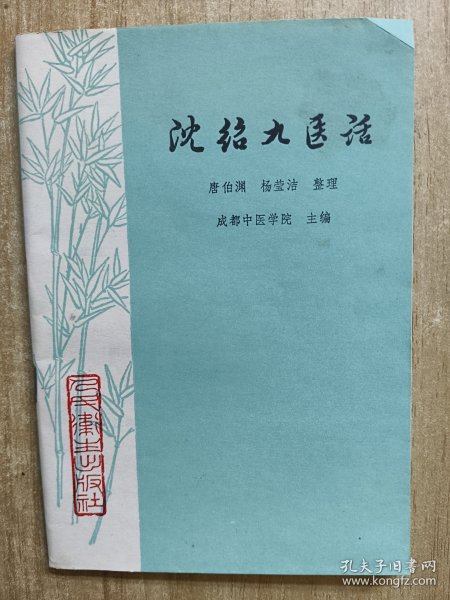 沈绍九医话
唐伯渊 杨莹洁 整理
成都中医学院 主编
人民卫生出版社
孔夫子旧书网
www.kongfz.com